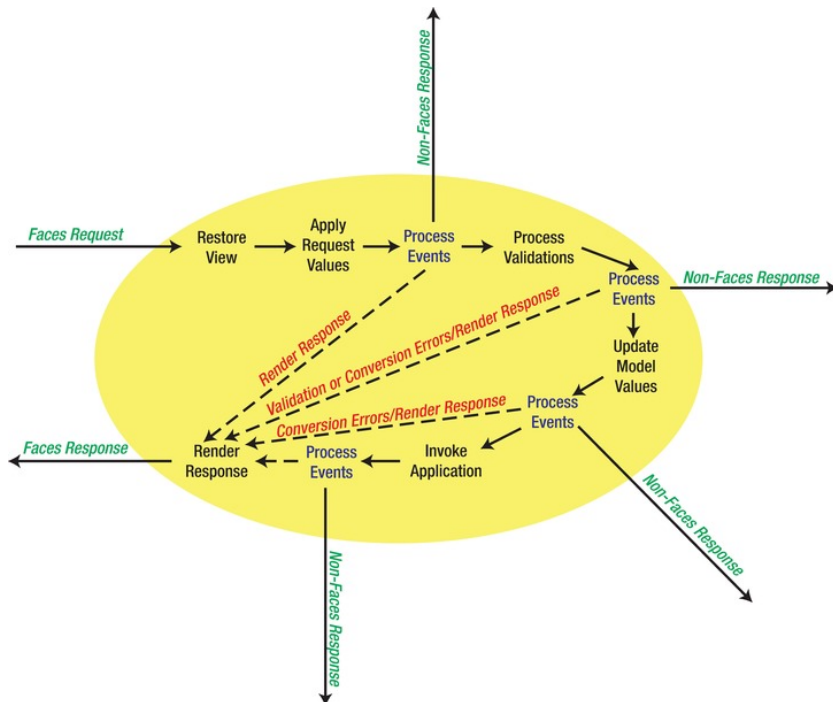 Non-Faces Response
Faces Request
Restore
View
Apply
Request
Values
Process
Events
Process
Validations
Process
Events
Non-Faces Response
Render Response
Validation or Conversion Errors/Render Response
Update
Model
Values
Conversion Errors/Render Response
Process
Events
Faces Response
Render
Response
Process
Events
Invoke
Application
Non-Faces Response
Non-Faces Response